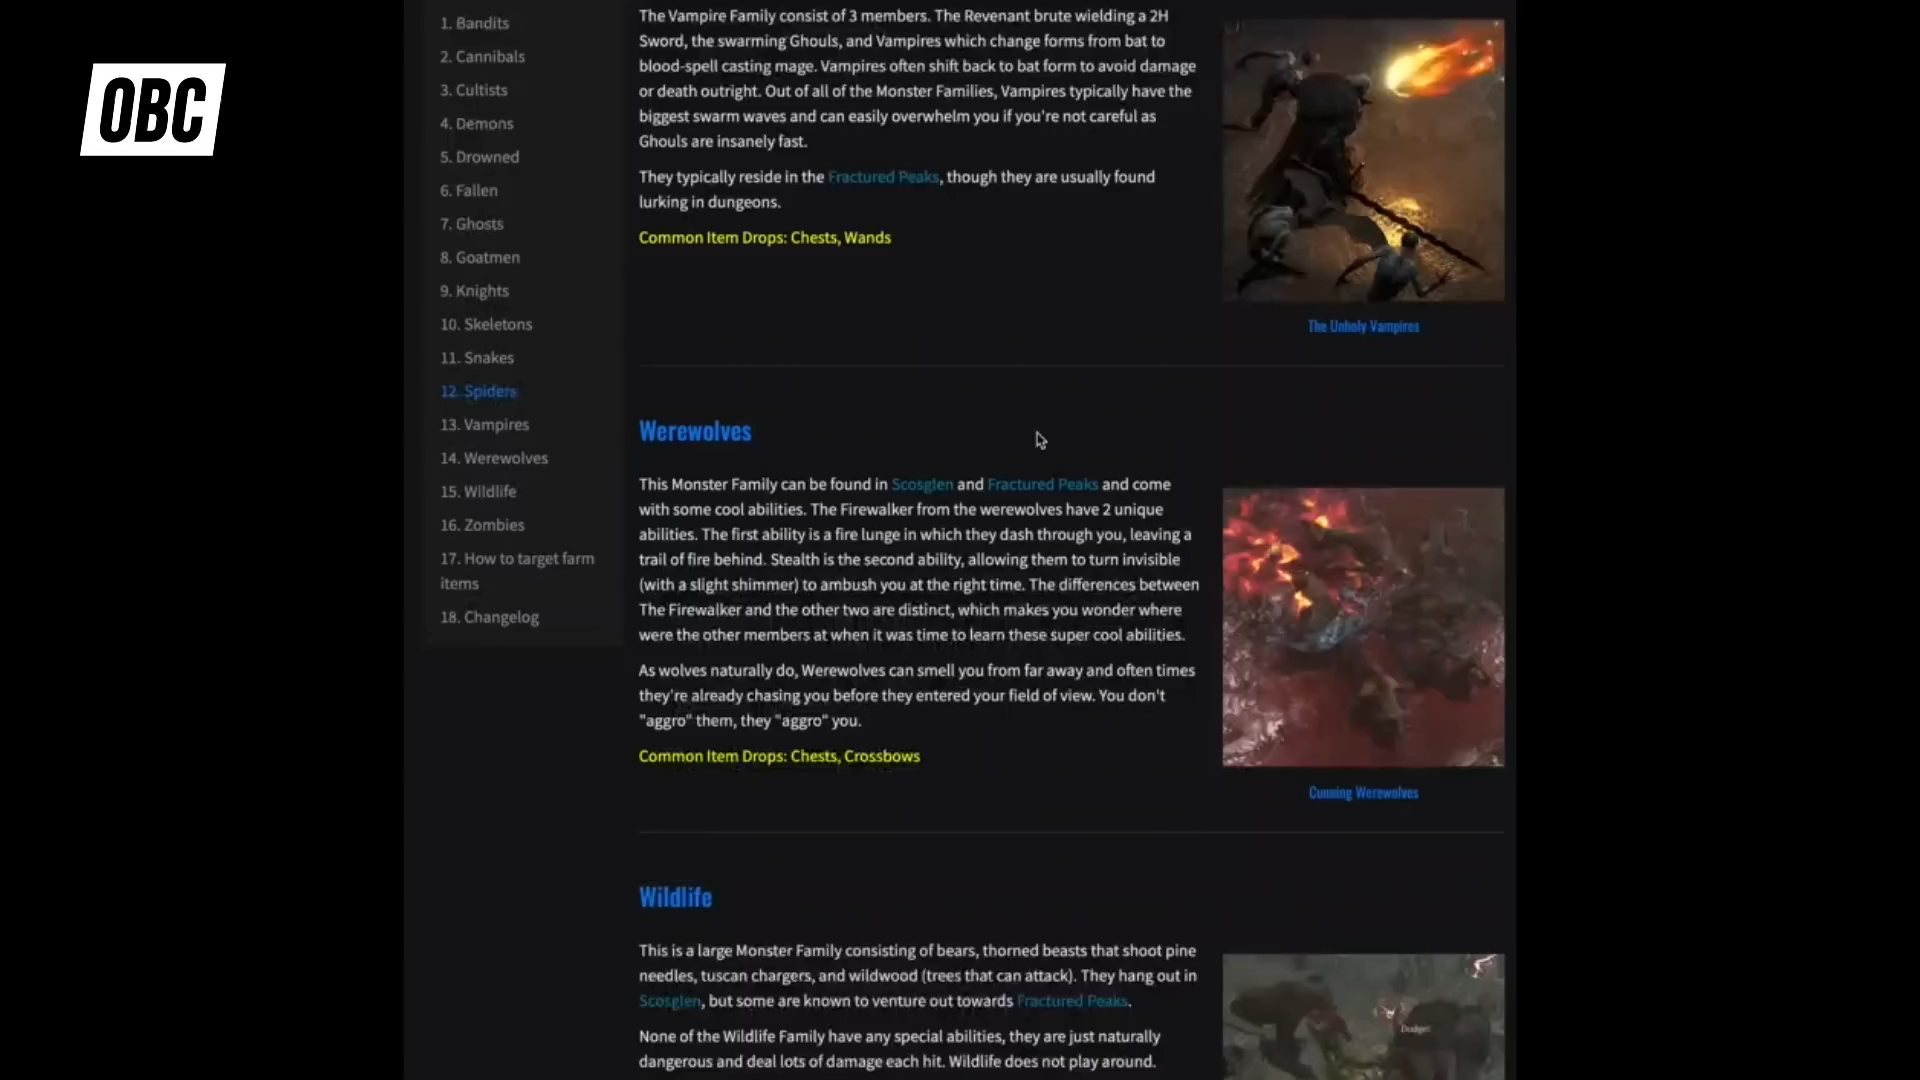 OBC
1. Bandits
2. Cannibals
3. Cultists
4. Demons
5. Drowned
6. Fallen
7. Ghosts
8. Goatmen
9. Knights
10. Skeletons
11. Snakes
12. Spiders
13. Vampires
14. Werewolves
15. Wildlife
16. Zombies
17. How to target farm
items
18. Changelog
The Vampire Family consist of 3 members. The Revenant brute wielding a 2H
Sword, the swarming Ghouls, and Vampires which change forms from bat to
blood-spell casting mage. Vampires often shift back to bat form to avoid damage
or death outright. Out of all of the Monster Families, Vampires typically have the
biggest swarm waves and can easily overwhelm you if you're not careful as
Ghouls are insanely fast.
They typically reside in the Fractured Peaks, though they are usually found
lurking in dungeons.
Common Item Drops: Chests, Wands
The Unholy Vampires
Werewolves
This Monster Family can be found in Scosglen and Fractured Peaks and come
with some cool abilities. The Firewalker from the werewolves have 2 unique
abilities. The first ability is a fire lunge in which they dash through you, leaving a
trail of fire behind. Stealth is the second ability, allowing them to turn invisible
(with a slight shimmer) to ambush you at the right time. The differences between
The Firewalker and the other two are distinct, which makes you wonder where
were the other members at when it was time to learn these super cool abilities.
As wolves naturally do, Werewolves can smell you from far away and often times
they're already chasing you before they entered your field of view. You don't
"aggro" them, they "aggro" you.
Common Item Drops: Chests, Crossbows
Cunning Werewolves
Wildlife
This is a large Monster Family consisting of bears, thorned beasts that shoot pine
needles, tuscan chargers, and wildwood (trees that can attack). They hang out in
Scosglen, but some are known to venture out towards Fractured Peaks.
None of the Wildlife Family have any special abilities, they are just naturally
dangerous and deal lots of damage each hit. Wildlife does not play around.
Dodge!